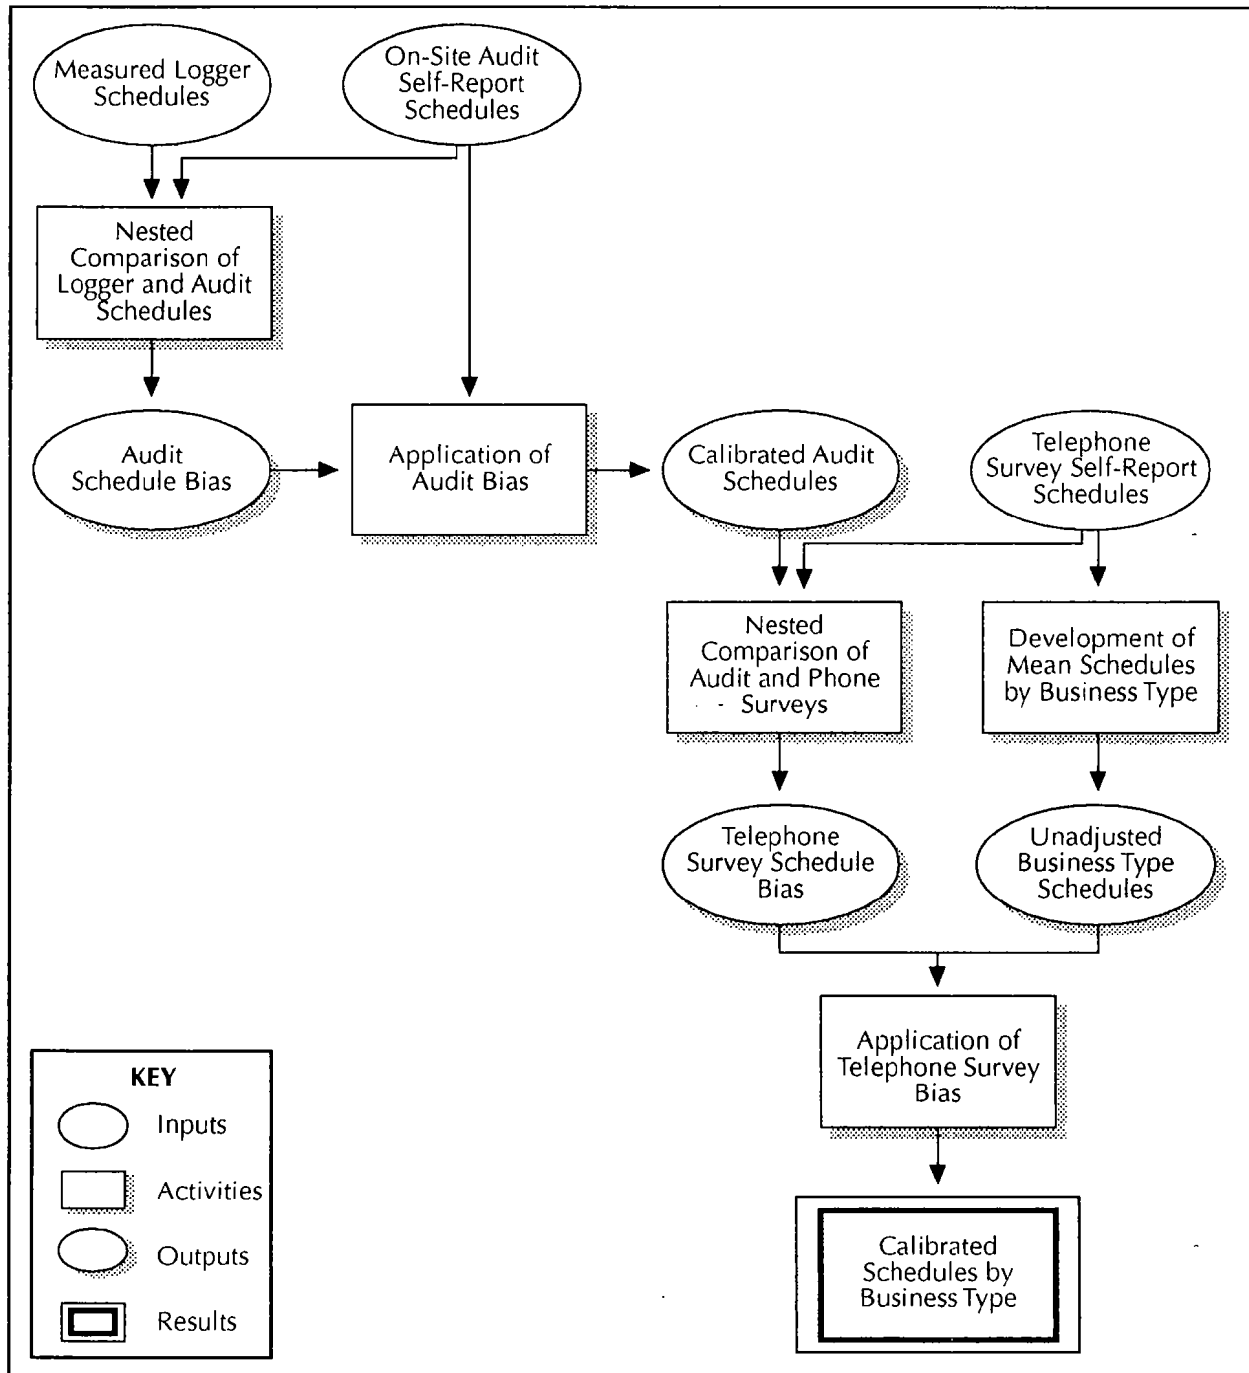 Measured Logger
Schedules
On-Site Audit
Self-Report
Schedules
Nested
Comparison of
Logger and Audit
Schedules
Audit
Schedule Bias
Application of
Audit Bias
Calibrated Audit
Schedules
Telephone
Survey Self-Report
Schedules
Nested
Comparison of
Audit and Phone
Surveys
Development of
Mean Schedules
by Business Type
Telephone
Survey Schedule
Bias
Unadjusted
Business Type
Schedules
Application of
Telephone Survey
Bias
Calibrated
Schedules by
Business Type
KEY
Inputs
Activities
Outputs
Results